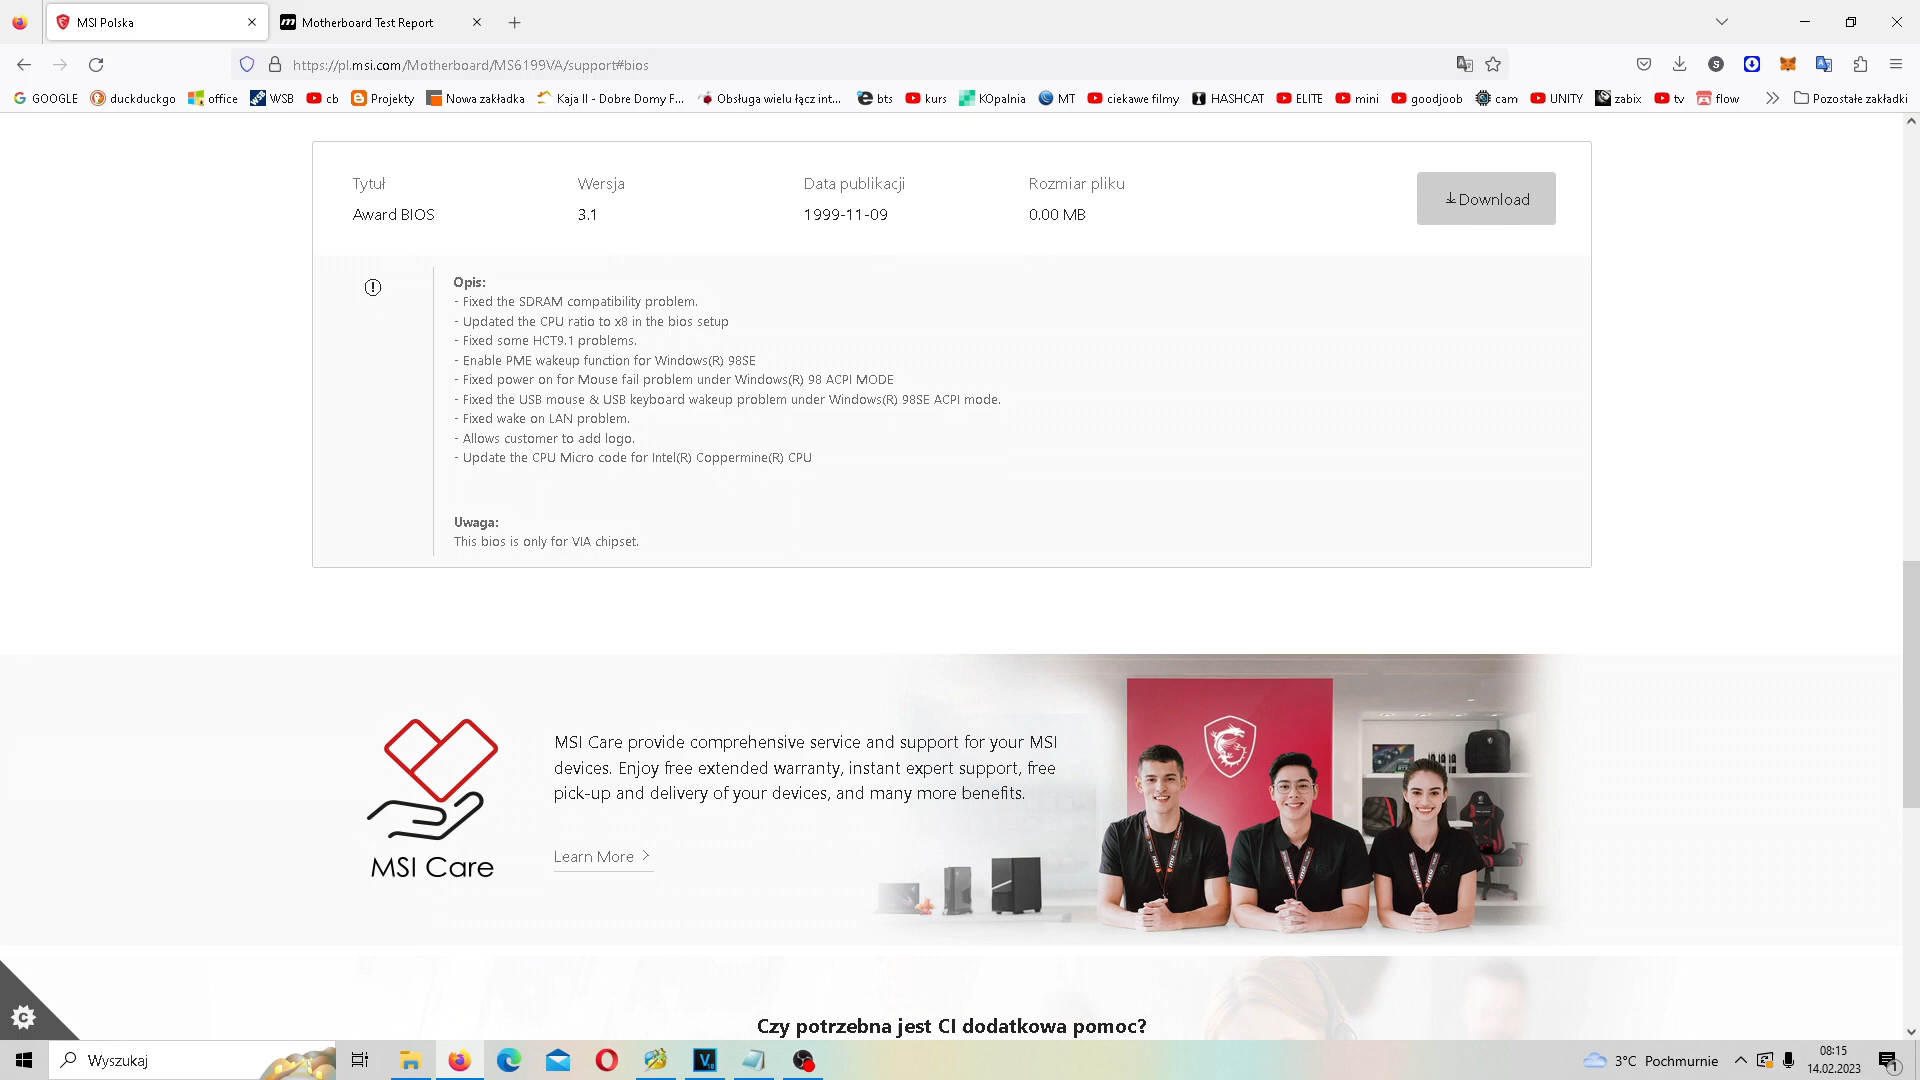 MSI Polska
Motherboard Test Report
https://pl.msi.com/Motherboard/MS6199VA/support#bios
GOOGLE duckduckgo office WSB cb Projekty Nowa zakładka Kaja II - Dobre Domy F... Obsługa wielu łącz int... bts kurs KOpalnia MT ciekawe filmy HASHCAT ELITE mini goodjoob cam UNITY zabix tv flow Pozostałe zakładki
Tytuł Wersja Data publikacji Rozmiar pliku
Download
Award BIOS 3.1 1999-11-09 0.00 MB
Opis:
- Fixed the SDRAM compatibility problem.
- Updated the CPU ratio to x8 in the bios setup
- Fixed some HCT9.1 problems.
- Enable PME wakeup function for Windows(R) 98SE
- Fixed power on for Mouse fail problem under Windows(R) 98 ACPI MODE
- Fixed the USB mouse & USB keyboard wakeup problem under Windows(R) 98SE ACPI mode.
- Fixed wake on LAN problem.
- Allows customer to add logo.
- Update the CPU Micro code for Intel(R) Coppermine(R) CPU
Uwaga:
This bios is only for VIA chipset.
MSI Care provide comprehensive service and support for your MSI
devices. Enjoy free extended warranty, instant expert support, free
pick-up and delivery of your devices, and many more benefits.
Learn More
MSI Care
Czy potrzebna jest CI dodatkowa pomoc?
Wyszukaj
3°C Pochmurnie
08:15
14.02.2023